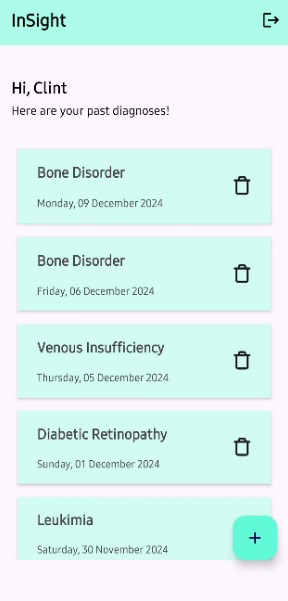 InSight
Hi, Clint
Here are your past diagnoses!
Bone Disorder
Monday, 09 December 2024
Bone Disorder
Friday, 06 December 2024
Venous Insufficiency
Thursday, 05 December 2024
Diabetic Retinopathy
Sunday, 01 December 2024
Leukimia
Saturday, 30 November 2024